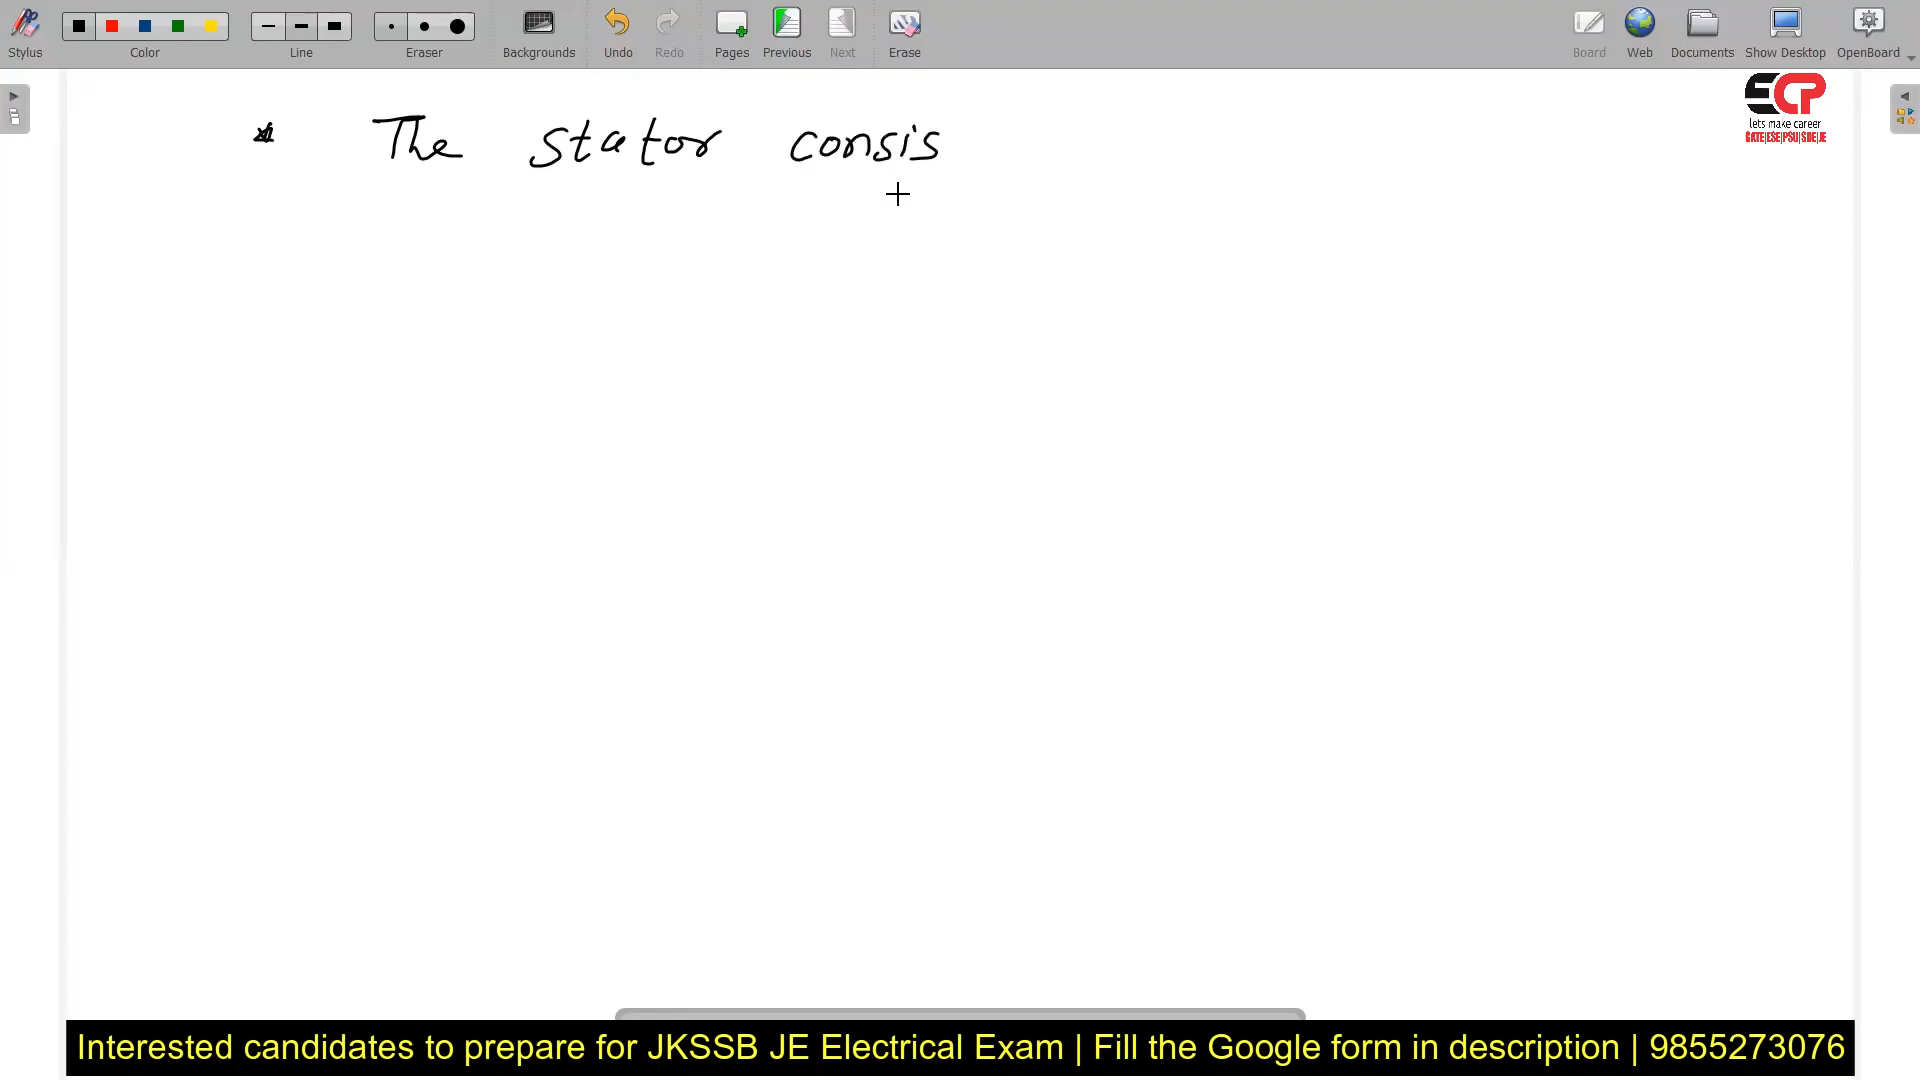 Stylus Color Line Eraser Backgrounds Undo Redo Pages Previous Next Erase Board Web Documents Show Desktop OpenBoard
ECP
lets make career
GATE|ESE|PSU|SDE|JE
* The stator consis
Interested candidates to prepare for JKSSB JE Electrical Exam | Fill the Google form in description | 9855273076